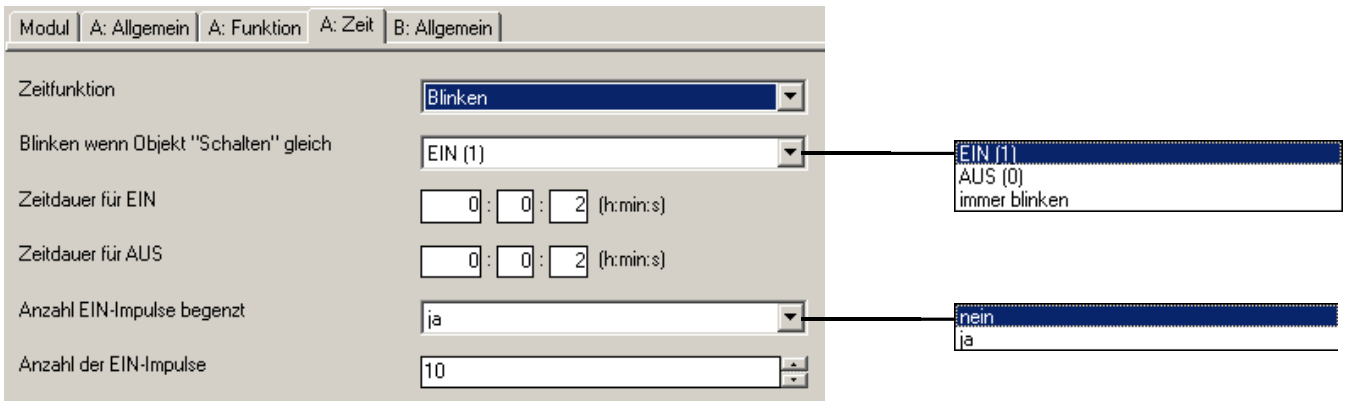 Modul A: Allgemein A: Funktion A: Zeit B: Allgemein
Zeitfunktion Blinken
Blinken wenn Objekt "Schalten" gleich EIN (1)
EIN (1)
AUS (0)
immer blinken
Zeitdauer für EIN 0 : 0 : 2 (h:min:s)
Zeitdauer für AUS 0 : 0 : 2 (h:min:s)
Anzahl EIN-Impulse begenzt ja
nein
ja
Anzahl der EIN-Impulse 10